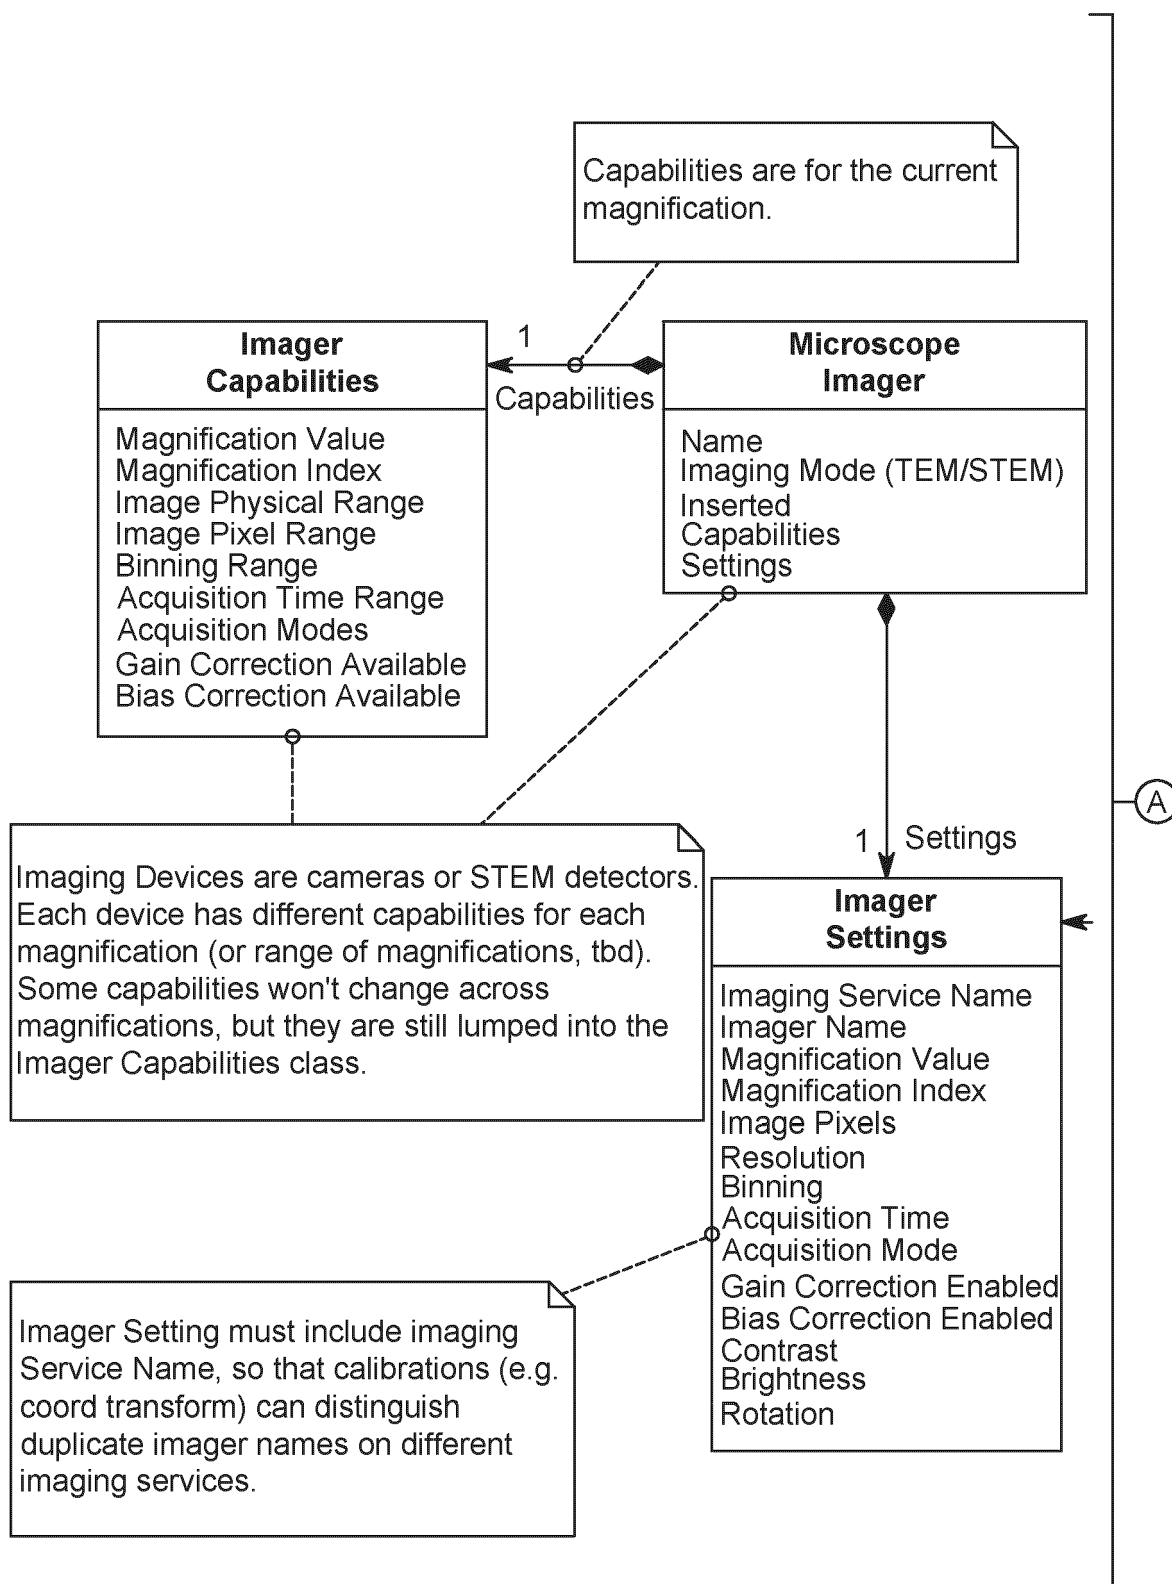 Capabilities are for the current
magnification.
Imager
Capabilities
Magnification Value
Magnification Index
Image Physical Range
Image Pixel Range
Binning Range
Acquisition Time Range
Acquisition Modes
Gain Correction Available
Bias Correction Available
1
Capabilities
Microscope
Imager
Name
Imaging Mode (TEM/STEM)
Inserted
Capabilities
Settings
A
1 Settings
Imaging Devices are cameras or STEM detectors.
Each device has different capabilities for each
magnification (or range of magnifications, tbd).
Some capabilities won't change across
magnifications, but they are still lumped into the
Imager Capabilities class.
Imager
Settings
Imaging Service Name
Imager Name
Magnification Value
Magnification Index
Image Pixels
Resolution
Binning
Acquisition Time
Acquisition Mode
Gain Correction Enabled
Bias Correction Enabled
Contrast
Brightness
Rotation
Imager Setting must include imaging
Service Name, so that calibrations (e.g.
coord transform) can distinguish
duplicate imager names on different
imaging services.